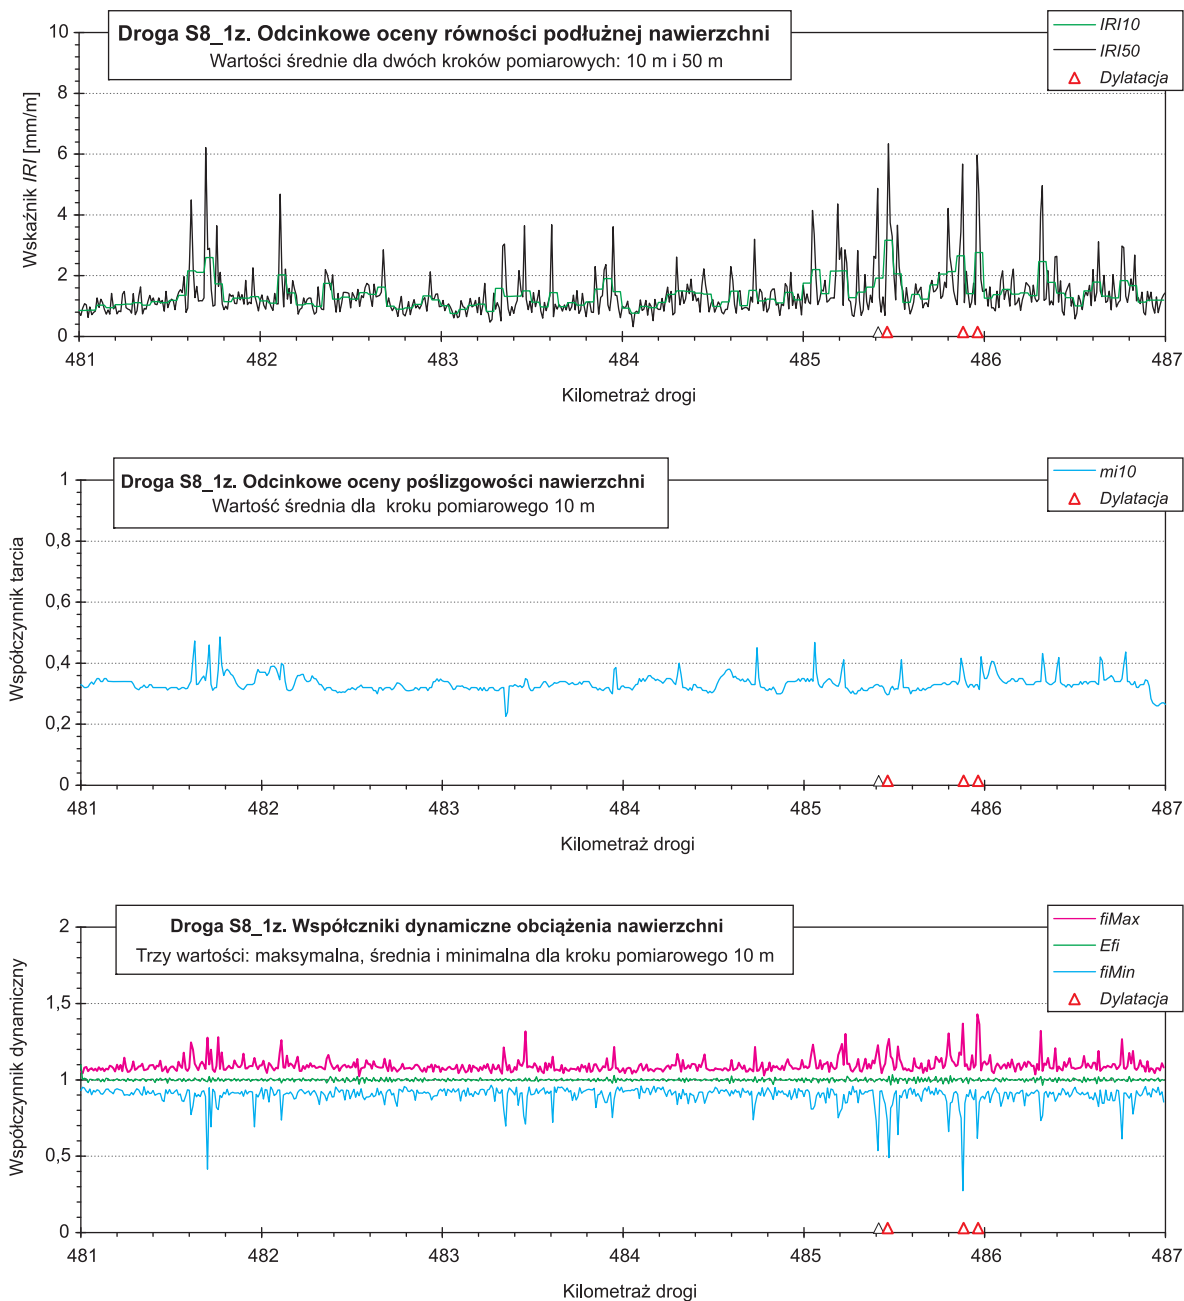 Droga S8_1z. Odcinkowe oceny równości podłużnej nawierzchni
Wartości średnie dla dwóch kroków pomiarowych: 10 m i 50 m
IRI10
IRI50
Dylatacja
Wskaźnik IRI [mm/m]
10
8
6
4
2
0
481 482 483 484 485 486 487
Kilometraż drogi
Droga S8_1z. Odcinkowe oceny poślizgowości nawierzchni
Wartość średnia dla kroku pomiarowego 10 m
mi10
Dylatacja
Współczynnik tarcia
1
0,8
0,6
0,4
0,2
0
481 482 483 484 485 486 487
Kilometraż drogi
Droga S8_1z. Współczniki dynamiczne obciążenia nawierzchni
Trzy wartości: maksymalna, średnia i minimalna dla kroku pomiarowego 10 m
fiMax
Efi
fiMin
Dylatacja
Współczynnik dynamiczny
2
1,5
1
0,5
0
481 482 483 484 485 486 487
Kilometraż drogi